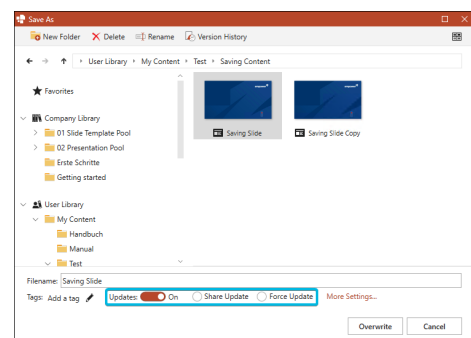 Save As
New Folder Delete Rename Version History
User Library My Content Test Saving Content
Favorites
Company Library
01 Slide Template Pool
02 Presentation Pool
Erste Schritte
Getting started
User Library
My Content
Handbuch
Manual
Test
Saving Slide
Saving Slide Copy
Filename: Saving Slide
Tags: Add a tag Updates: On Share Update Force Update More Settings...
Overwrite Cancel